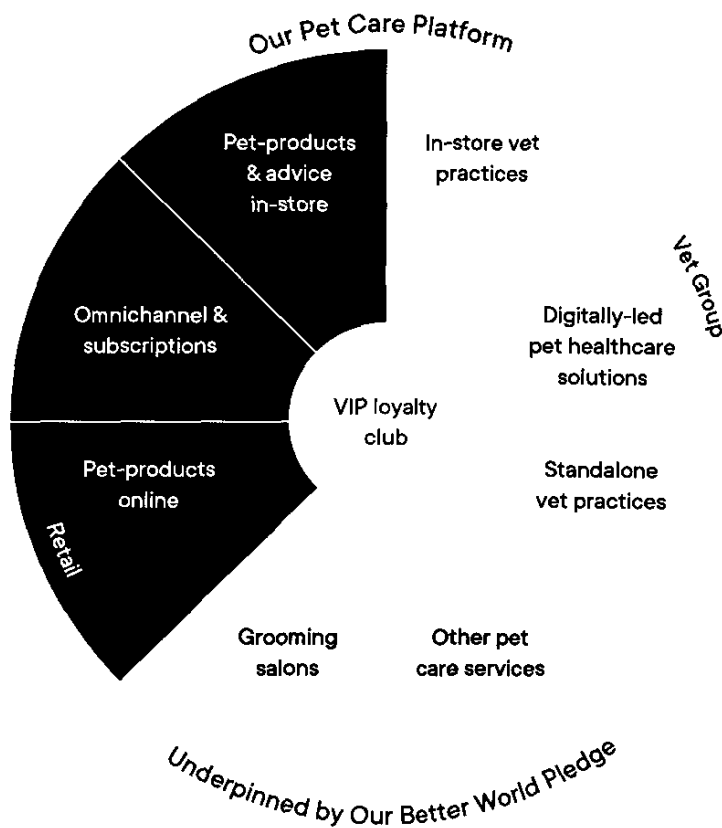 Our Pet Care Platform
Pet-products
& advice
in-store
In-store vet
practices
Vet Group
Omnichannel &
subscriptions
Digitally-led
pet healthcare
solutions
VIP loyalty
club
Pet-products
online
Standalone
vet practices
Retail
Grooming
salons
Other pet
care services
Underpinned by Our Better World Pledge